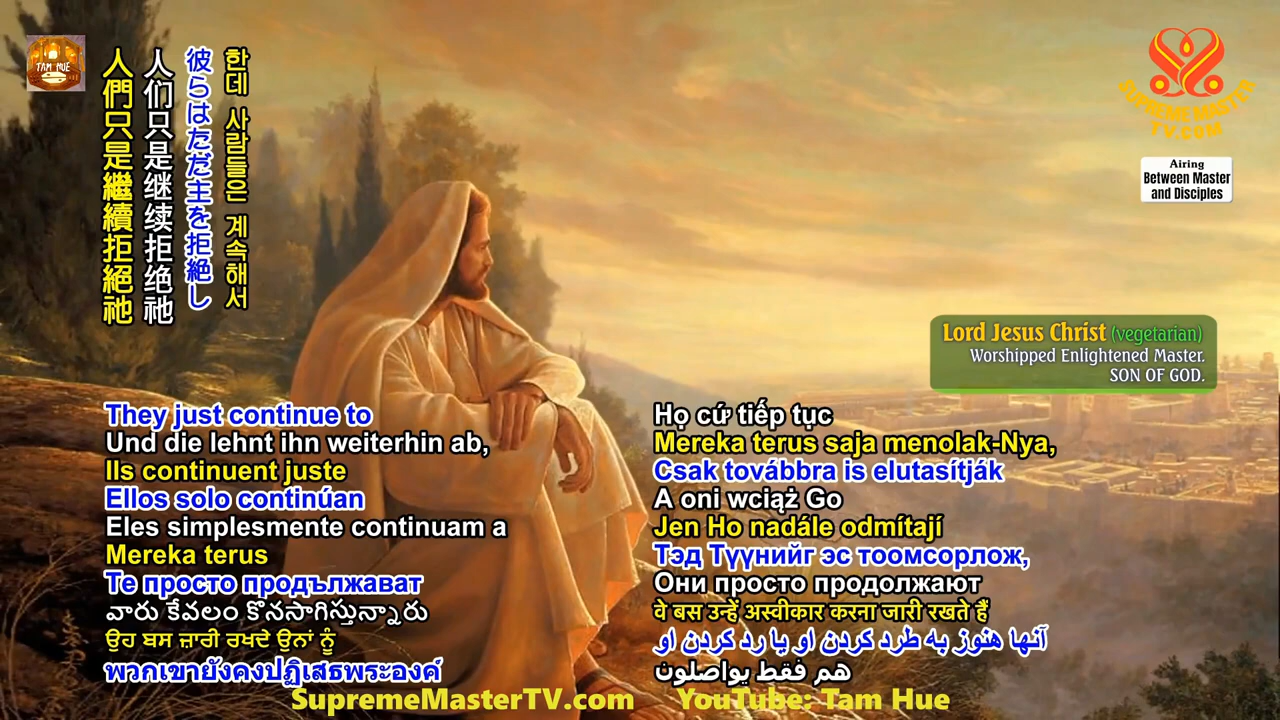 TAM HUE
人們只是繼續拒絕祂
人们只是继续拒绝祂
彼らはただ主を拒絶し
한데 사람들은 계속해서
SUPREME MASTER
TV.COM
Airing
Between Master
and Disciples
Lord Jesus Christ (vegetarian)
Worshipped Enlightened Master.
SON OF GOD.
They just continue to
Und die lehnt ihn weiterhin ab,
Ils continuent juste
Ellos solo continúan
Eles simplesmente continuam a
Mereka terus
Те просто продължават
వారు కేవలం కొనసాగిస్తున్నారు
ਉਹ ਬਸ ਜ਼ਾਰੀ ਰਖਦੇ ਉਨਾਂ ਨੂੰ
พวกเขายังคงปฏิเสธพระองค์
Họ cứ tiếp tục
Mereka terus saja menolak-Nya,
Csak továbbra is elutasítják
A oni wciąż Go
Jen Ho nadále odmítají
Тэд Түүнийг эс тоомсорлож,
Они просто продолжают
वे बस उन्हें अस्वीकार करना जारी रखते हैं
آنها هنوز به طرد کردن او یا رد کردن او
هم فقط يواصلون
SupremeMasterTV.com
YouTube: Tam Hue